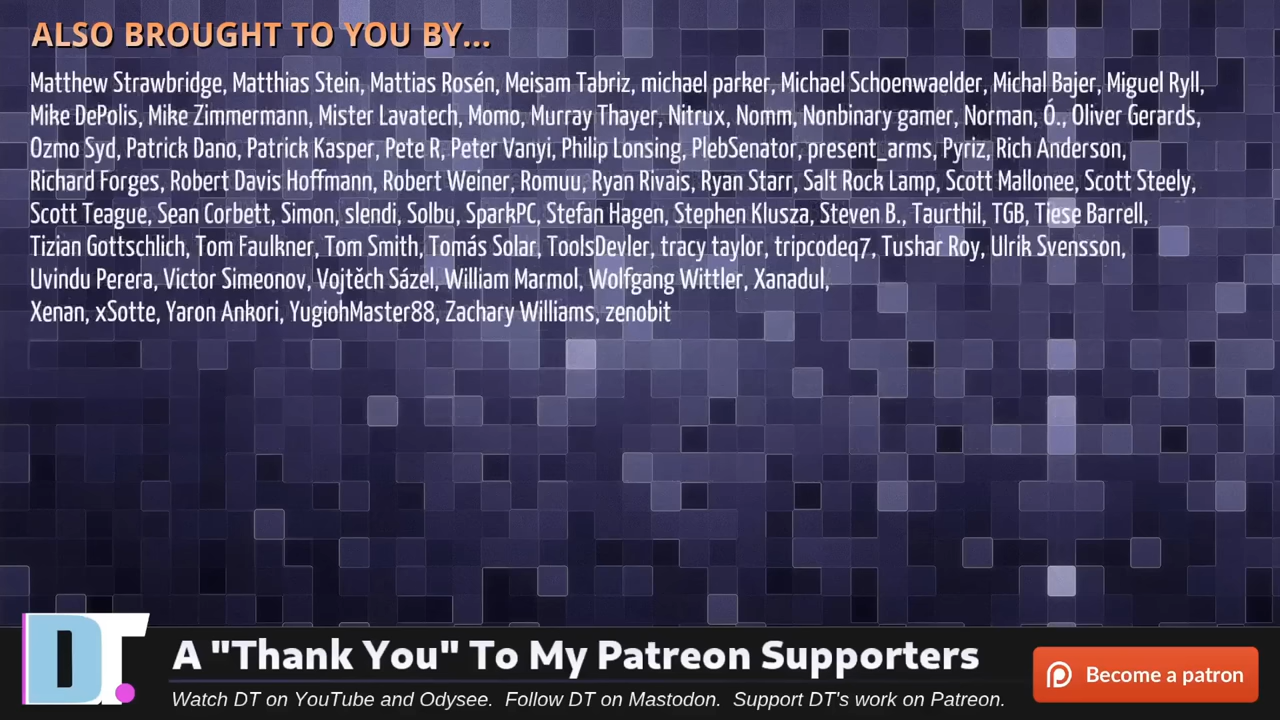 ALSO BROUGHT TO YOU BY...
Matthew Strawbridge, Matthias Stein, Mattias Rosén, Meisam Tabriz, michael parker, Michael Schoenwaelder, Michal Bajer, Miguel Ryll,
Mike DePolis, Mike Zimmermann, Mister Lavatech, Momo, Murray Thayer, Nitrux, Nomm, Nonbinary gamer, Norman, Ó., Oliver Gerards,
Ozmo Syd, Patrick Dano, Patrick Kasper, Pete R, Peter Vanyi, Philip Lonsing, PlebSenator, present_arms, Pyriz, Rich Anderson,
Richard Forges, Robert Davis Hoffmann, Robert Weiner, Romuu, Ryan Rivais, Ryan Starr, Salt Rock Lamp, Scott Mallonee, Scott Steely,
Scott Teague, Sean Corbett, Simon, slendi, Solbu, SparkPC, Stefan Hagen, Stephen Klusza, Steven B., Taurthil, TGB, Tiese Barrell,
Tizian Gottschlich, Tom Faulkner, Tom Smith, Tomás Solar, ToolsDevler, tracy taylor, tripcodeq7, Tushar Roy, Ulrik Svensson,
Uvindu Perera, Victor Simeonov, Vojtěch Sázel, William Marmol, Wolfgang Wittler, Xanadul,
Xenan, xSotte, Yaron Ankori, YugiohMaster88, Zachary Williams, zenobit
DT
A "Thank You" To My Patreon Supporters
Become a patron
Watch DT on YouTube and Odysee. Follow DT on Mastodon. Support DT's work on Patreon.